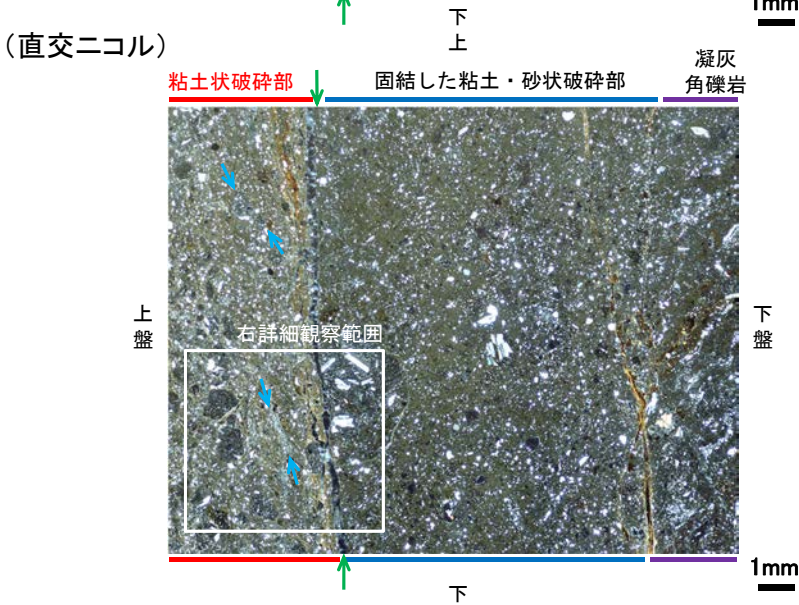 1mm
下
（直交ニコル）
上
粘土状破砕部
固結した粘土・砂状破砕部
凝灰
角礫岩
上
盤
下
盤
右詳細観察範囲
1mm
下